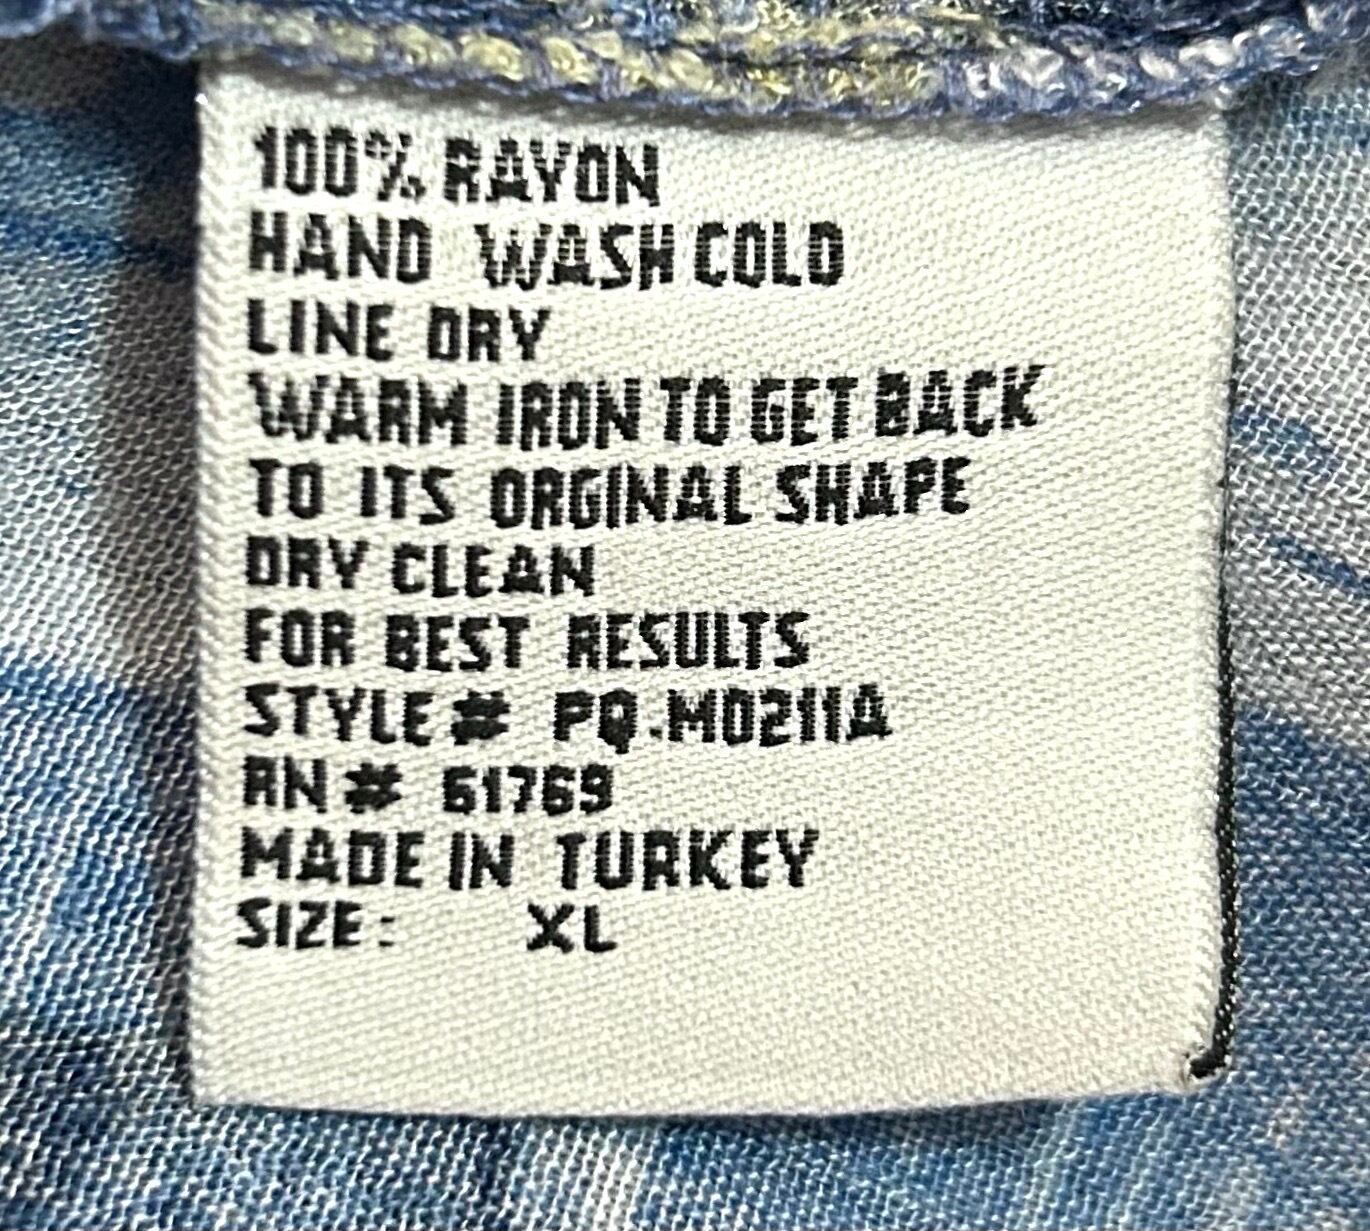 100% RAYON
HAND WASH COLD
LINE DRY
WARM IRON TO GET BACK
TO ITS ORGINAL SHAPE
DRY CLEAN
FOR BEST RESULTS
STYLE# PQ.M0211A
RN# 61769
MADE IN TURKEY
SIZE: XL